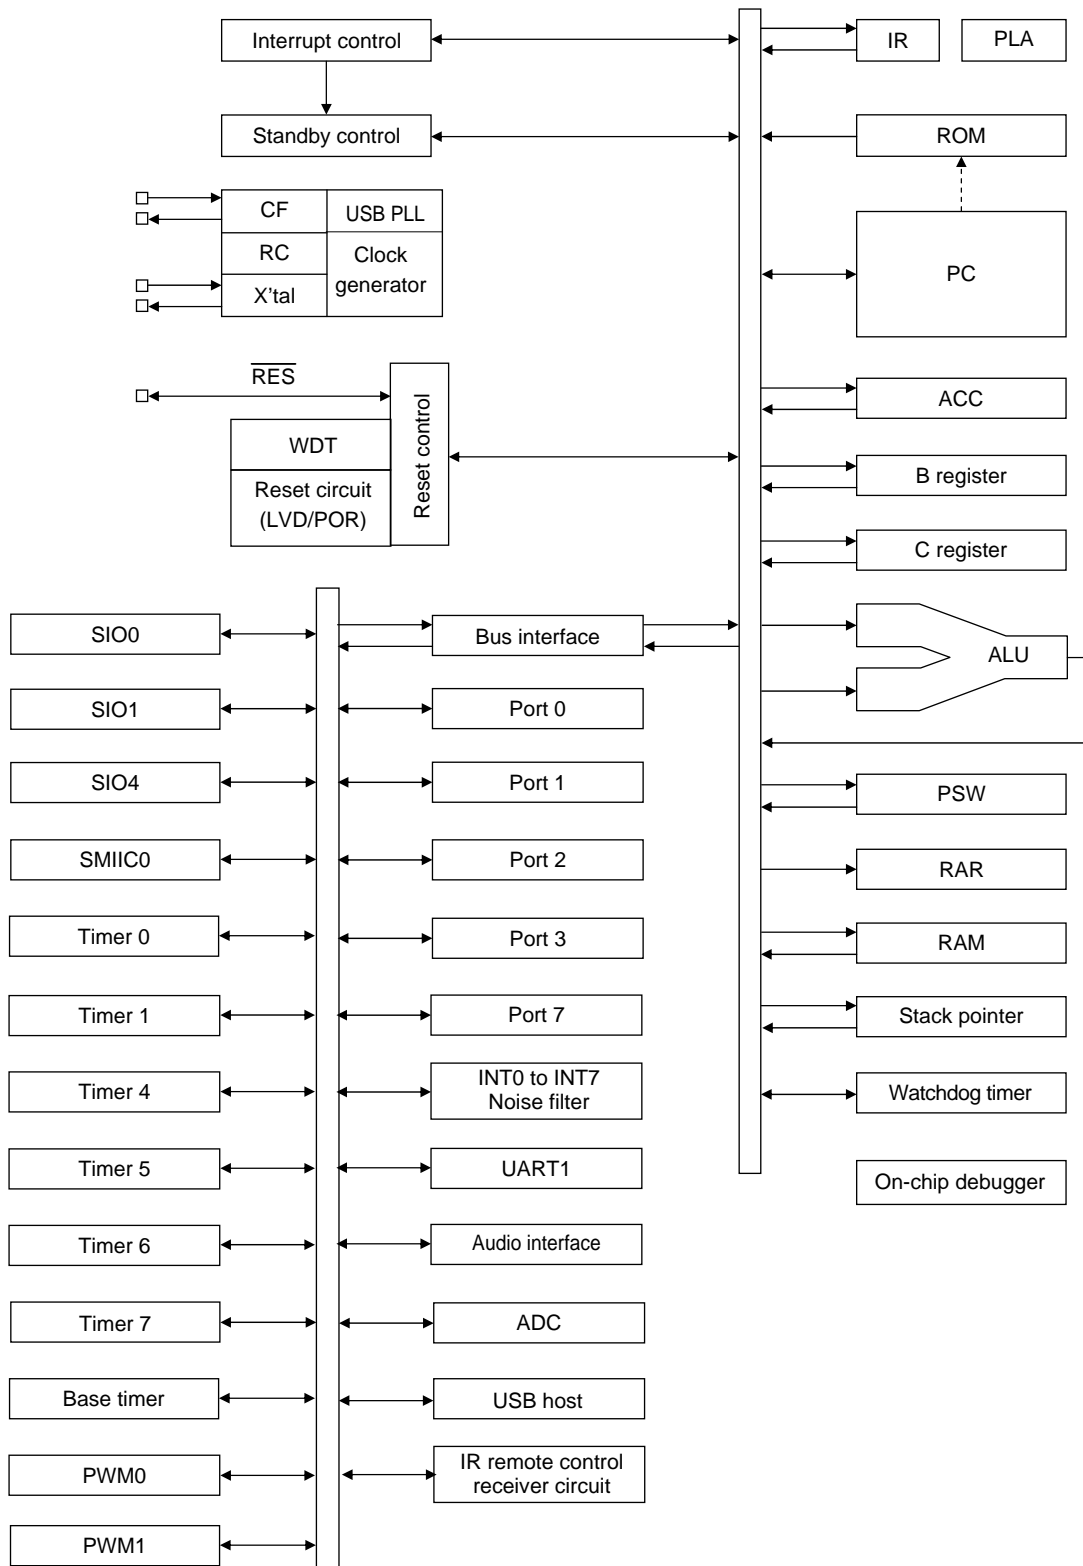 Interrupt control
IR
PLA
Standby control
ROM
CF
USB PLL
RC
Clock
generator
X'tal
PC
RES
Reset control
WDT
Reset circuit
(LVD/POR)
ACC
B register
C register
SIO0
Bus interface
ALU
SIO1
Port 0
SIO4
Port 1
PSW
SMIIC0
Port 2
RAR
Timer 0
Port 3
RAM
Timer 1
Port 7
Stack pointer
Timer 4
INT0 to INT7
Noise filter
Watchdog timer
Timer 5
UART1
On-chip debugger
Timer 6
Audio interface
Timer 7
ADC
Base timer
USB host
PWM0
IR remote control
receiver circuit
PWM1